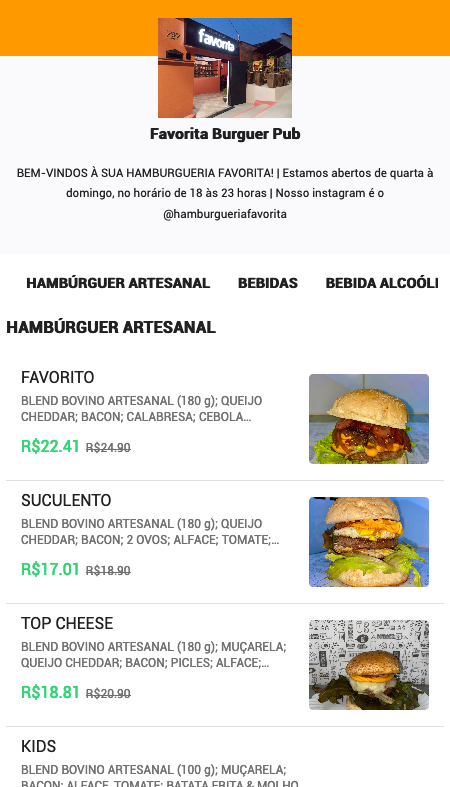 favorita
Favorita Burguer Pub
BEM-VINDOS À SUA HAMBURGUERIA FAVORITA! | Estamos abertos de quarta à
domingo, no horário de 18 às 23 horas | Nosso instagram é o
@hamburgueriafavorita
HAMBÚRGUER ARTESANAL BEBIDAS BEBIDA ALCOÓLI
HAMBÚRGUER ARTESANAL
FAVORITO
BLEND BOVINO ARTESANAL (180 g); QUEIJO
CHEDDAR; BACON; CALABRESA; CEBOLA...
R$22.41 R$24.90
SUCULENTO
BLEND BOVINO ARTESANAL (180 g); QUEIJO
CHEDDAR; BACON; 2 OVOS; ALFACE; TOMATE;...
R$17.01 R$18.90
TOP CHEESE
BLEND BOVINO ARTESANAL (180 g); MUÇARELA;
QUEIJO CHEDDAR; BACON; PICLES; ALFACE;...
R$18.81 R$20.90
KIDS
BLEND BOVINO ARTESANAL (100 g); MUÇARELA;
BACON; ALFACE, TOMATE; BATATA FRITA & MOLHO